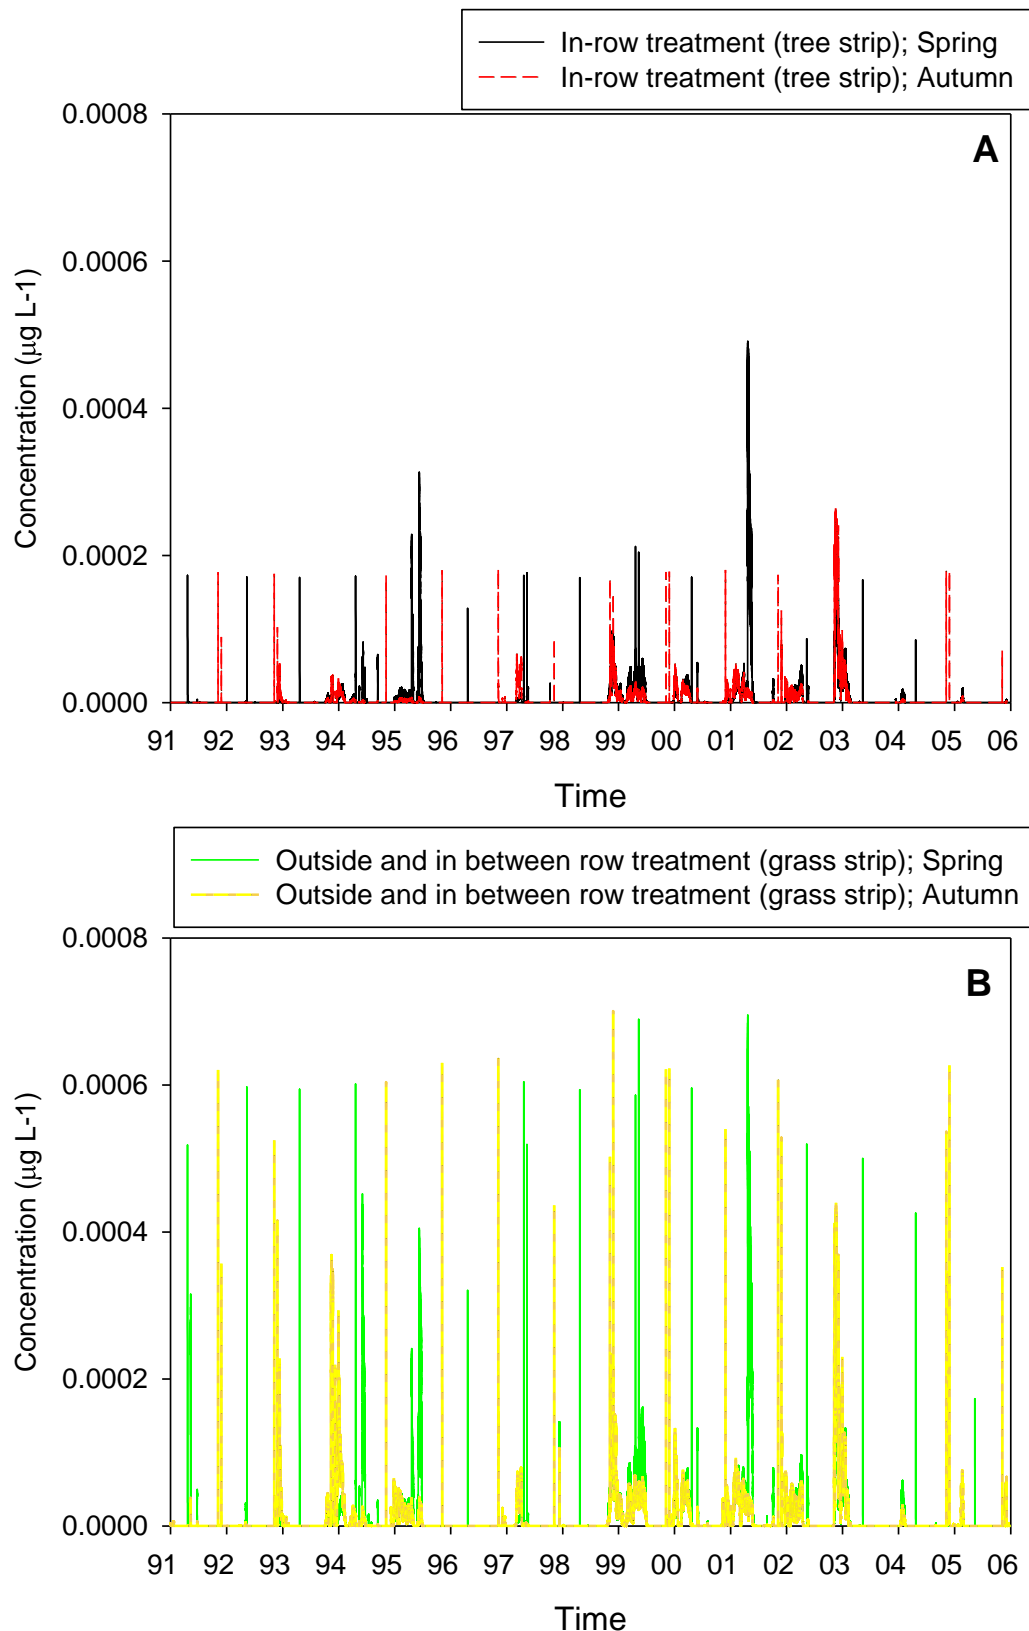 In-row treatment (tree strip); Spring
In-row treatment (tree strip); Autumn
A
0.0008
0.0006
0.0004
0.0002
0.0000
Concentration (μg L-1)
91 92 93 94 95 96 97 98 99 00 01 02 03 04 05 06
Time
Outside and in between row treatment (grass strip); Spring
Outside and in between row treatment (grass strip); Autumn
B
0.0008
0.0006
0.0004
0.0002
0.0000
Concentration (μg L-1)
91 92 93 94 95 96 97 98 99 00 01 02 03 04 05 06
Time